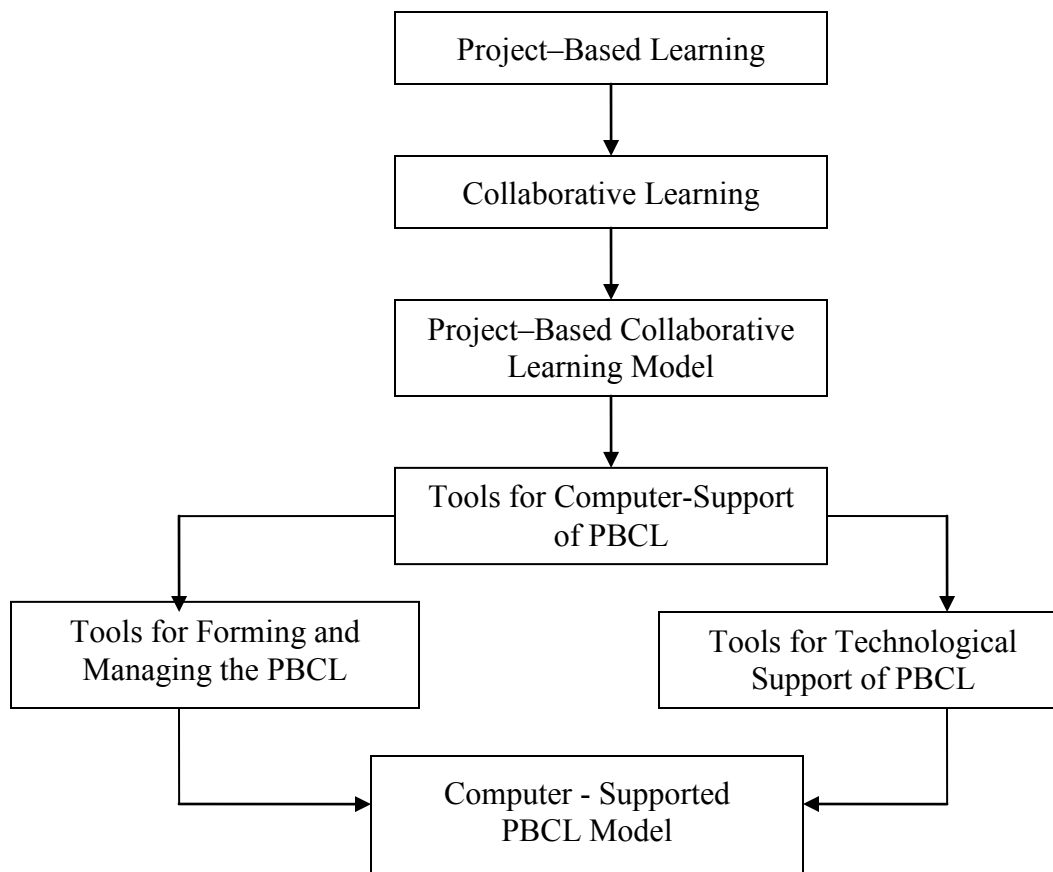 Project–Based Learning
Collaborative Learning
Project–Based Collaborative
Learning Model
Tools for Computer-Support
of PBCL
Tools for Forming and
Managing the PBCL
Tools for Technological
Support of PBCL
Computer - Supported
PBCL Model